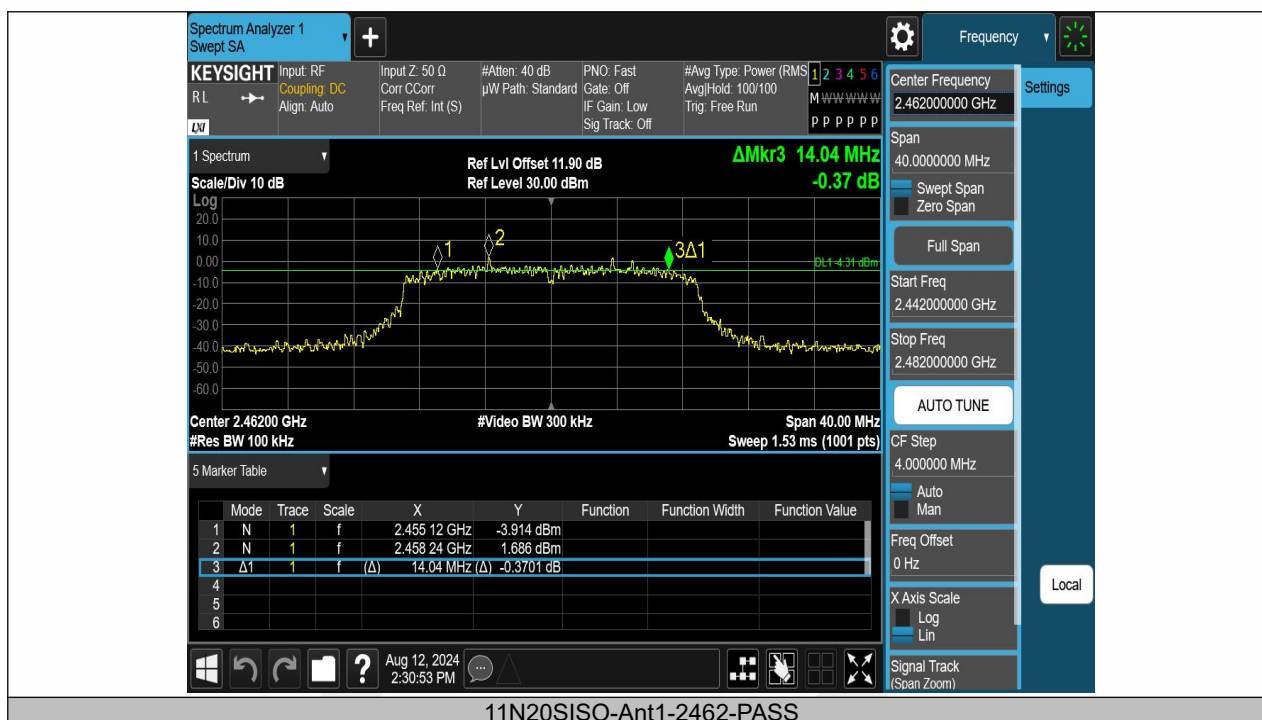 Spectrum Analyzer 1
Swept SA
+
Frequency
KEYSIGHT
RL
LXI
Input: RF
Coupling: DC
Align: Auto
Input Z: 50 Ω
Corr CCorr
Freq Ref: Int (S)
#Atten: 40 dB
µW Path: Standard
PNO: Fast
Gate: Off
IF Gain: Low
Sig Track: Off
#Avg Type: Power (RMS
Avg|Hold: 100/100
Trig: Free Run
1 2 3 4 5 6
M W W W W W
P P P P P P
1 Spectrum
Scale/Div 10 dB
Ref Lvl Offset 11.90 dB
Ref Level 30.00 dBm
ΔMkr3 14.04 MHz
-0.37 dB
Log
20.0
10.0
0.00
-10.0
-20.0
-30.0
-40.0
-50.0
-60.0
1
2
3Δ1
DL1 -4.31 dBm
Center 2.46200 GHz
#Video BW 300 kHz
Span 40.00 MHz
#Res BW 100 kHz
Sweep 1.53 ms (1001 pts)
5 Marker Table
Mode Trace Scale X Y Function Function Width Function Value
1 N 1 f 2.455 12 GHz -3.914 dBm
2 N 1 f 2.458 24 GHz 1.686 dBm
3 Δ1 1 f (Δ) 14.04 MHz (Δ) -0.3701 dB
4
5
6
?
Aug 12, 2024
2:30:53 PM
Center Frequency
2.462000000 GHz
Settings
Span
40.0000000 MHz
Swept Span
Zero Span
Full Span
Start Freq
2.442000000 GHz
Stop Freq
2.482000000 GHz
AUTO TUNE
CF Step
4.000000 MHz
Auto
Man
Freq Offset
0 Hz
Local
X Axis Scale
Log
Lin
Signal Track
(Span Zoom)
11N20SISO-Ant1-2462-PASS